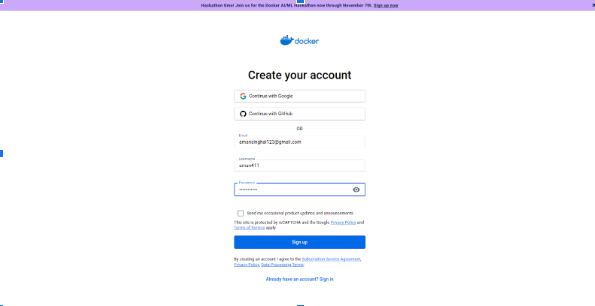 Hackathon time! Join us for the Docker AI/ML Hackathon now through November 7th. Sign up now
docker
Create your account
Continue with Google
Continue with GitHub
OR
Email
amansinghal123@gmail.com
Username
aman411
Password
Send me occasional product updates and announcements.
This site is protected by reCAPTCHA and the Google Privacy Policy and
Terms of Service apply.
Sign up
By creating an account I agree to the Subscription Service Agreement,
Privacy Policy, Data Processing Terms.
Already have an account? Sign in